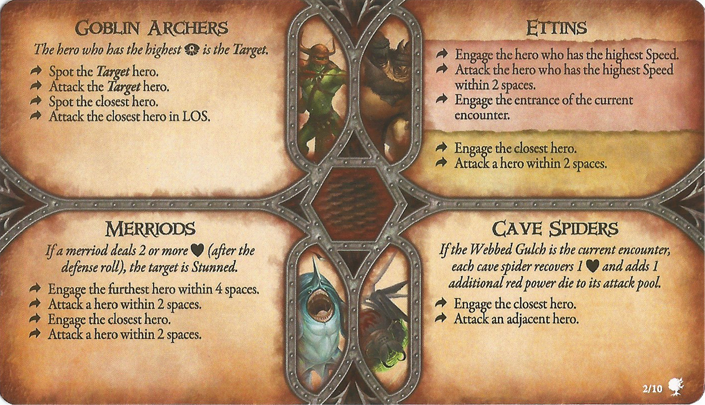 Goblin Archers
The hero who has the highest is the Target.
Spot the Target hero.
Attack the Target hero.
Spot the closest hero.
Attack the closest hero in LOS.
Ettins
Engage the hero who has the highest Speed.
Attack the hero who has the highest Speed
within 2 spaces.
Engage the entrance of the current
encounter.
Engage the closest hero.
Attack a hero within 2 spaces.
Merriods
If a merriod deals 2 or more (after the
defense roll), the target is Stunned.
Engage the furthest hero within 4 spaces.
Attack a hero within 2 spaces.
Engage the closest hero.
Attack a hero within 2 spaces.
Cave Spiders
If the Webbed Gulch is the current encounter,
each cave spider recovers 1 and adds 1
additional red power die to its attack pool.
Engage the closest hero.
Attack an adjacent hero.
2/10